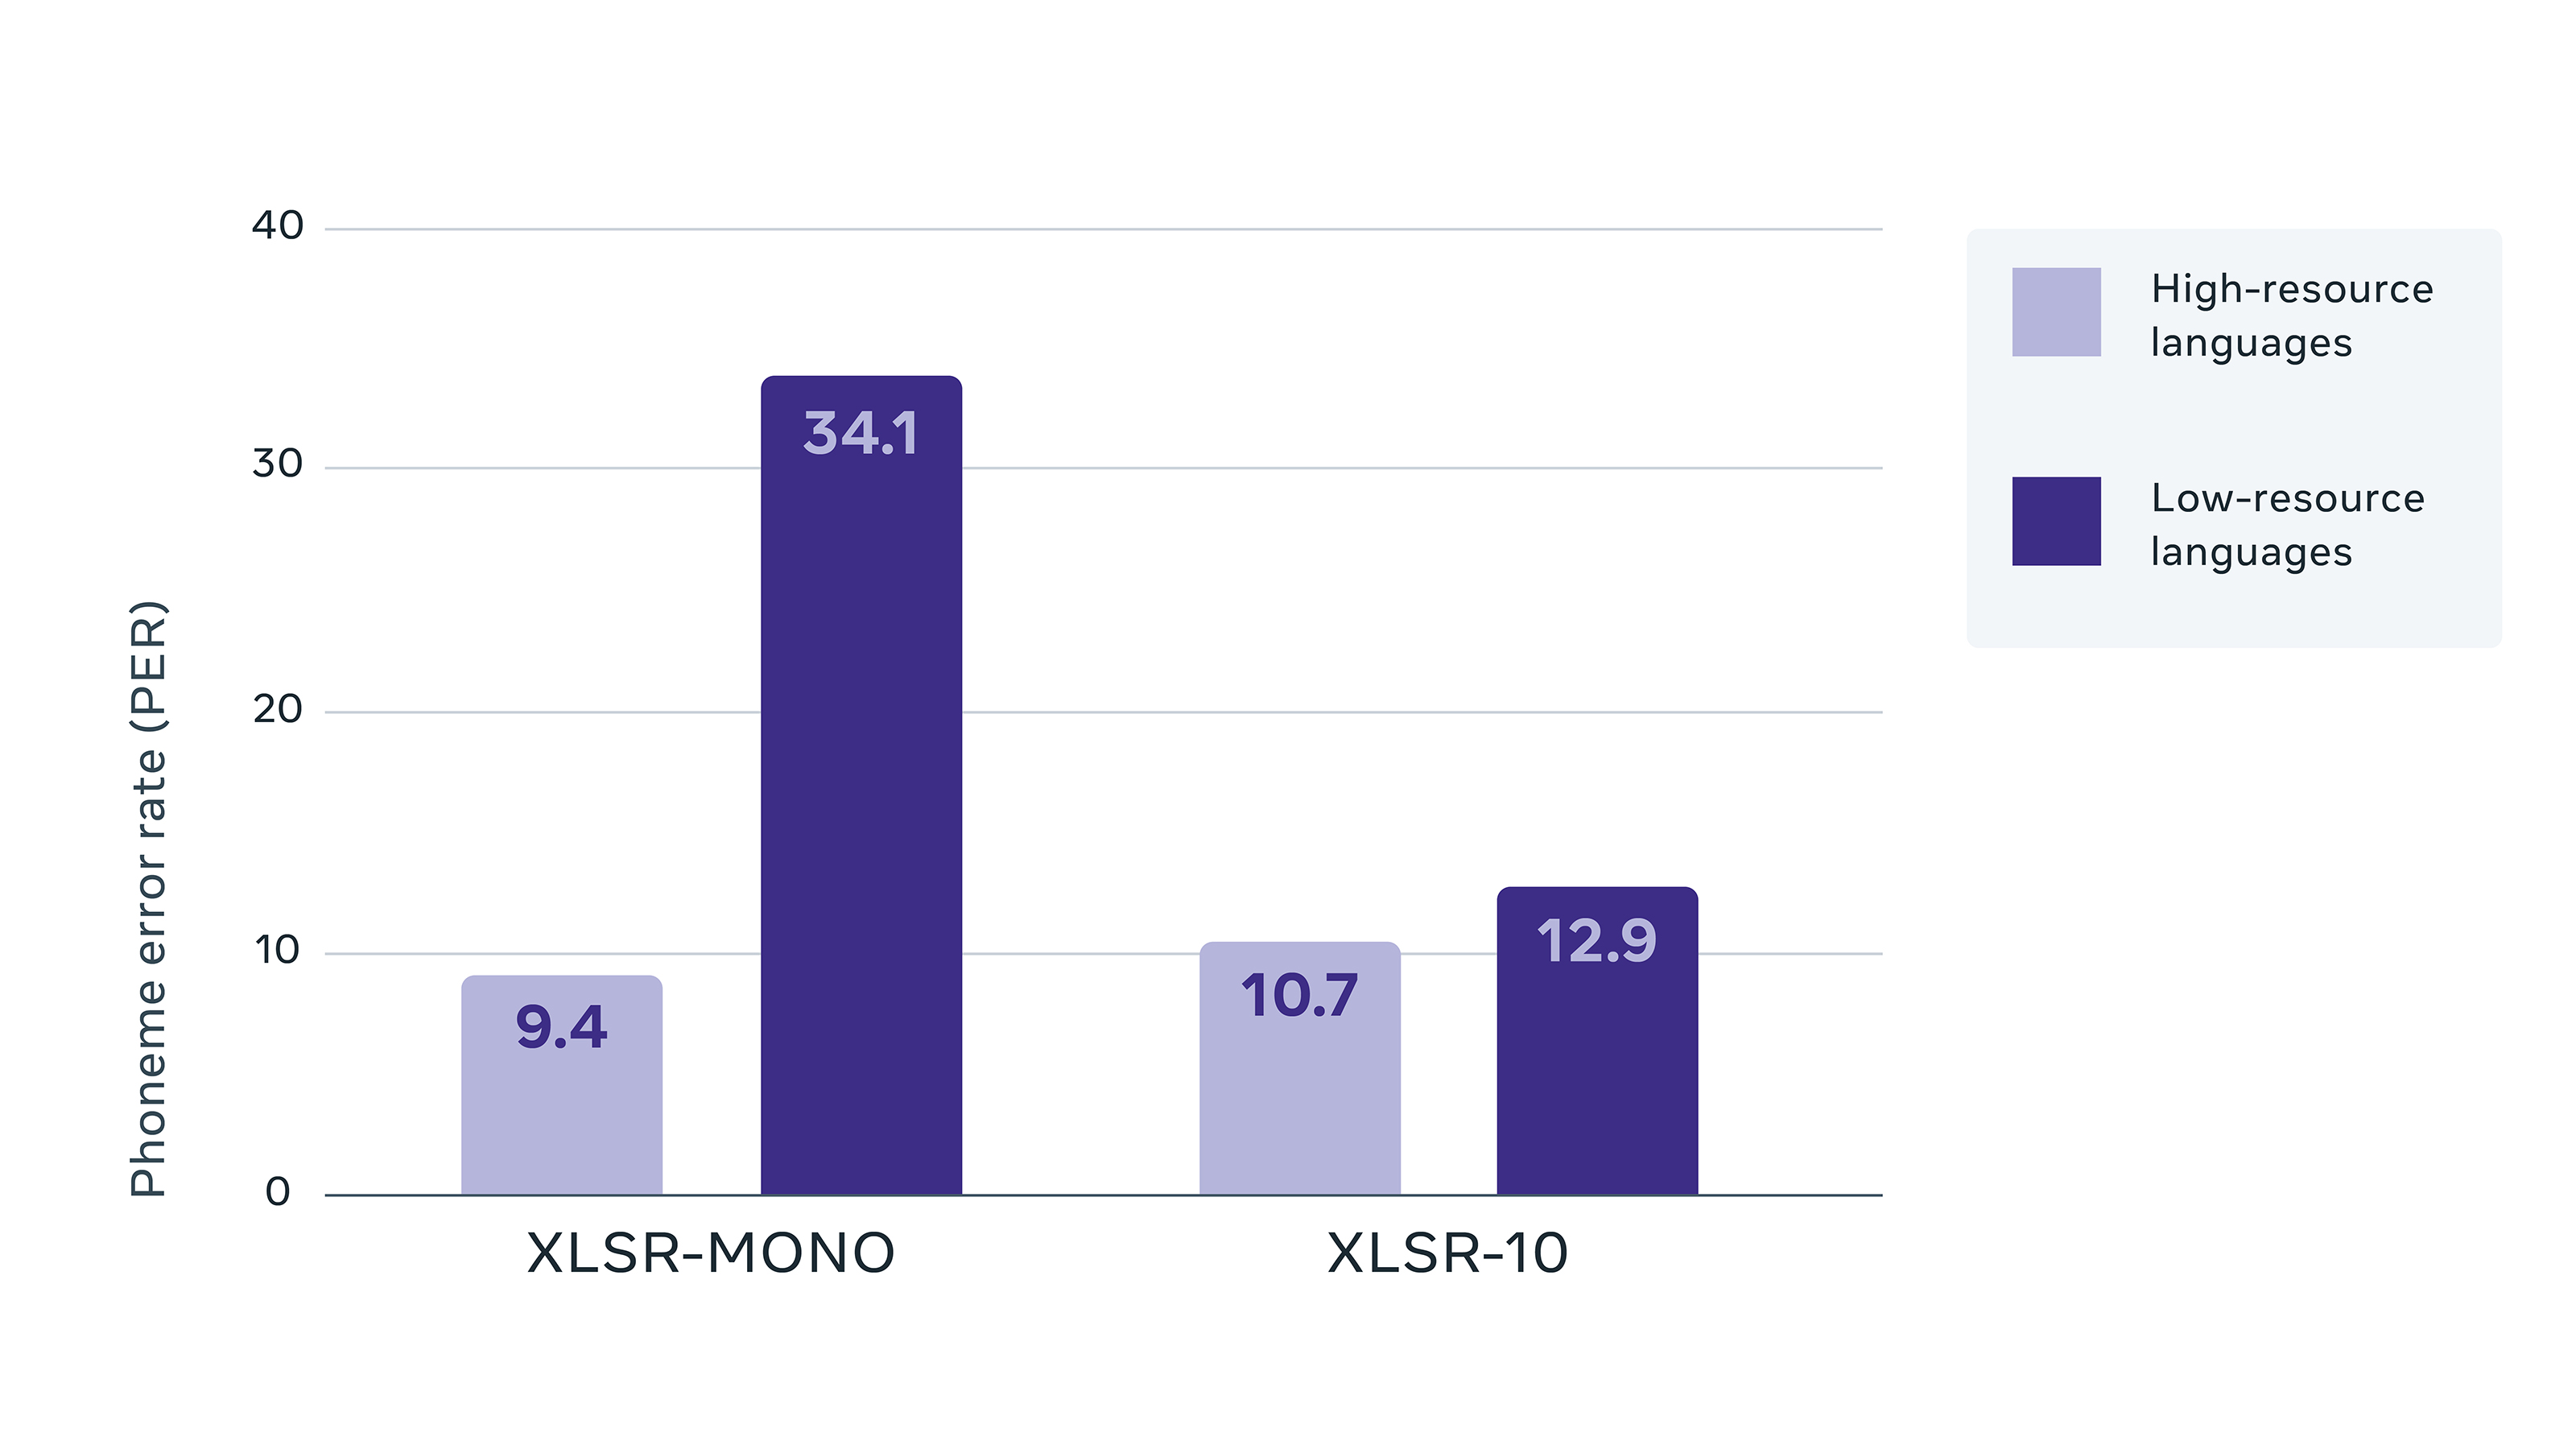 Phoneme error rate (PER)
40
30
20
10
0
34.1
9.4
10.7
12.9
XLSR-MONO
XLSR-10
High-resource
languages
Low-resource
languages